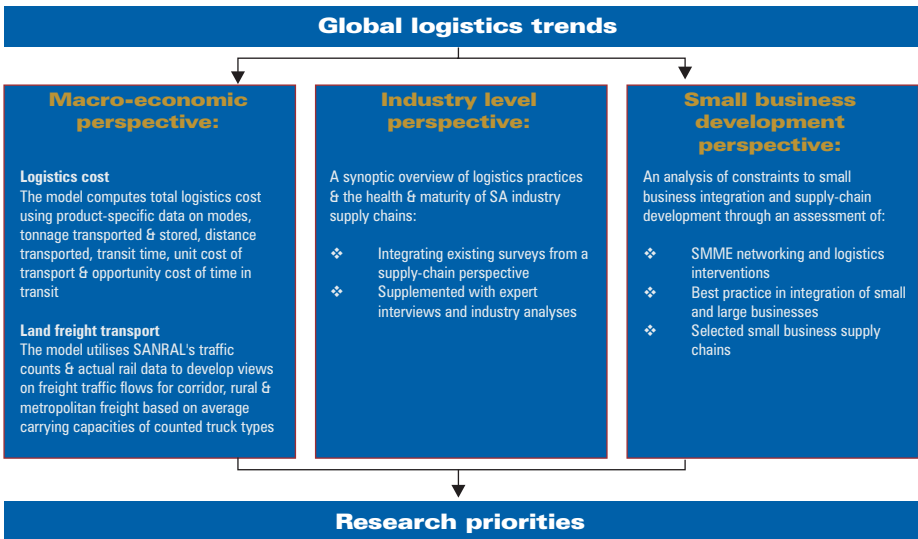 Global logistics trends
Macro-economic
perspective:
Logistics cost
The model computes total logistics cost
using product-specific data on modes,
tonnage transported & stored, distance
transported, transit time, unit cost of
transport & opportunity cost of time in
transit
Land freight transport
The model utilises SANRAL's traffic
counts & actual rail data to develop views
on freight traffic flows for corridor, rural &
metropolitan freight based on average
carrying capacities of counted truck types
Industry level
perspective:
A synoptic overview of logistics practices
& the health & maturity of SA industry
supply chains:
❖ Integrating existing surveys from a
supply-chain perspective
❖ Supplemented with expert
interviews and industry analyses
Small business
development
perspective:
An analysis of constraints to small
business integration and supply-chain
development through an assessment of:
❖ SMME networking and logistics
interventions
❖ Best practice in integration of small
and large businesses
❖ Selected small business supply
chains
Research priorities